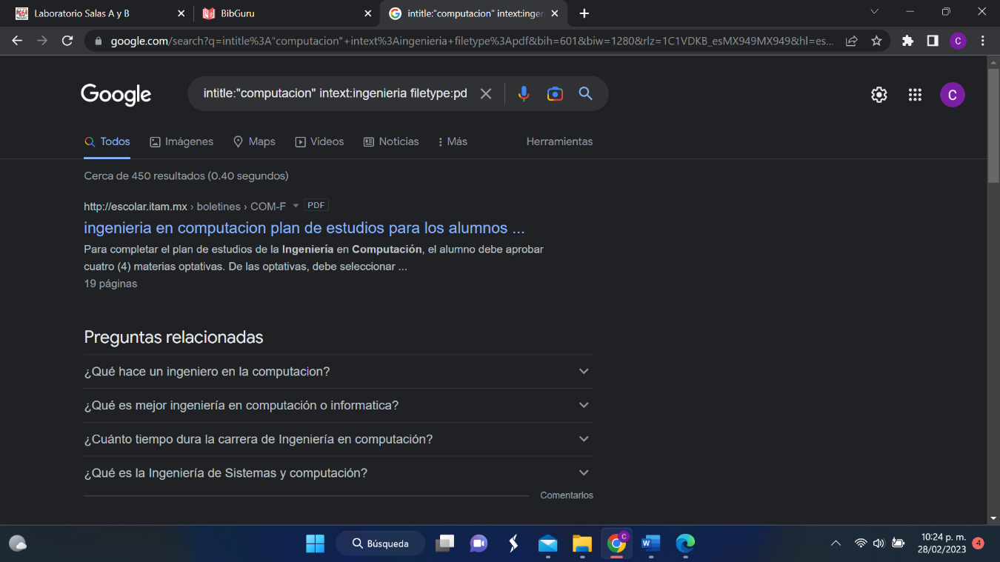 Laboratorio Salas A y B
BibGuru
intitle:"computacion" intext:ingen
google.com/search?q=intitle%3A"computacion"+intext%3Aingenieria+filetype%3Apdf&bih=601&biw=1280&rlz=1C1VDKB_esMX949MX949&hl=es...
C
Google
intitle:"computacion" intext:ingenieria filetype:pd
C
Todos
Imágenes
Maps
Videos
Noticias
Más
Herramientas
Cerca de 450 resultados (0.40 segundos)
http://escolar.itam.mx › boletines › COM-F PDF
ingenieria en computacion plan de estudios para los alumnos ...
Para completar el plan de estudios de la Ingeniería en Computación, el alumno debe aprobar
cuatro (4) materias optativas. De las optativas, debe seleccionar ...
19 páginas
Preguntas relacionadas
¿Qué hace un ingeniero en la computacion?
¿Qué es mejor ingeniería en computación o informatica?
¿Cuánto tiempo dura la carrera de Ingeniería en computación?
¿Qué es la Ingeniería de Sistemas y computación?
Comentarios
Búsqueda
C
W
10:24 p. m.
28/02/2023
4